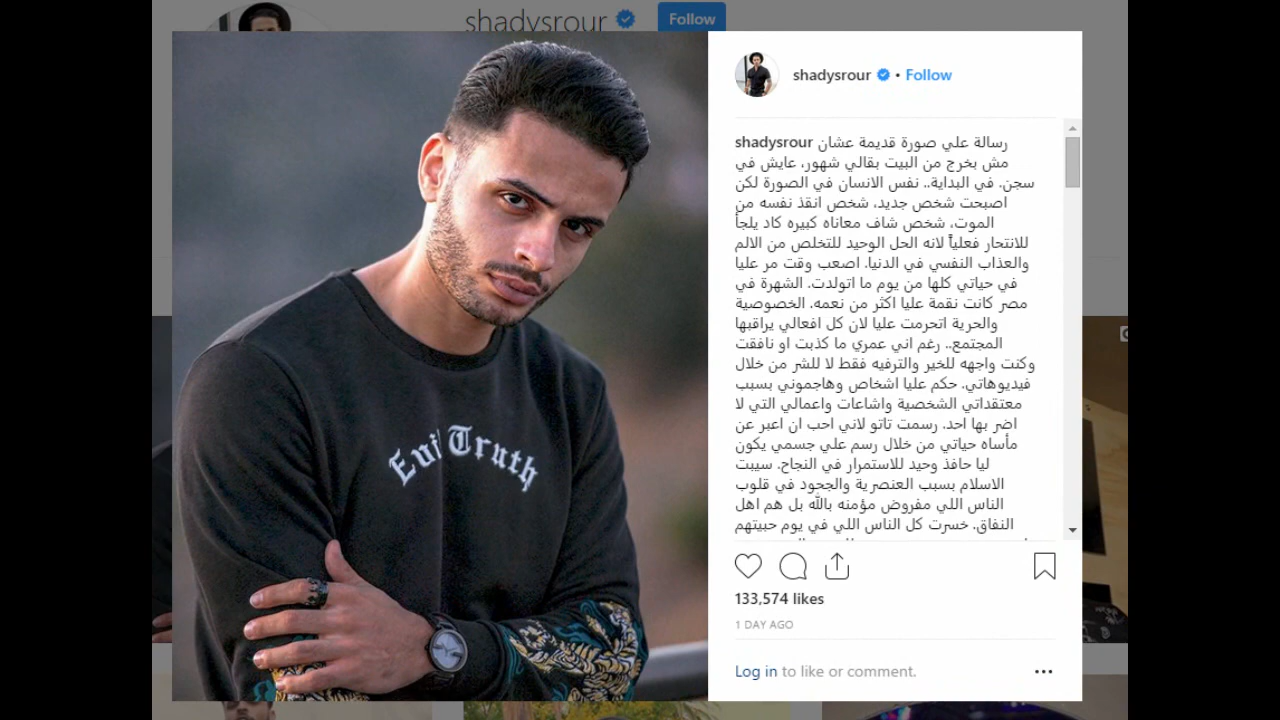 shadysrour
Follow
shadysrour • Follow
shadysrour رسالة علي صورة قديمة عشان
مش بخرج من البيت بقالي شهور، عايش في
سجن. في البداية.. نفس الانسان في الصورة لكن
اصبحت شخص جديد، شخص انقذ نفسه من
الموت، شخص شاف معاناه كبيره كاد يلجأ
للانتحار فعلياً لانه الحل الوحيد للتخلص من الالم
والعذاب النفسي في الدنيا. اصعب وقت مر عليا
في حياتي كلها من يوم ما اتولدت. الشهرة في
مصر كانت نقمة عليا اكثر من نعمه. الخصوصية
والحرية اتحرمت عليا لان كل افعالي يراقبها
المجتمع.. رغم اني عمري ما كذبت او نافقت
وكنت واجهه للخير والترفيه فقط لا للشر من خلال
فيديوهاتي. حكم عليا اشخاص وهاجموني بسبب
معتقداتي الشخصية واشاعات واعمالي التي لا
اضر بها احد. رسمت تاتو لاني احب ان اعبر عن
مأساه حياتي من خلال رسم علي جسمي يكون
ليا حافذ وحيد للاستمرار في النجاح. سيبت
الاسلام بسبب العنصرية والجحود في قلوب
الناس اللي مفروض مؤمنه بالله بل هم اهل
النفاق. خسرت كل الناس اللي في يوم حبيتهم
Evil Truth
133,574 likes
1 DAY AGO
Log in to like or comment.